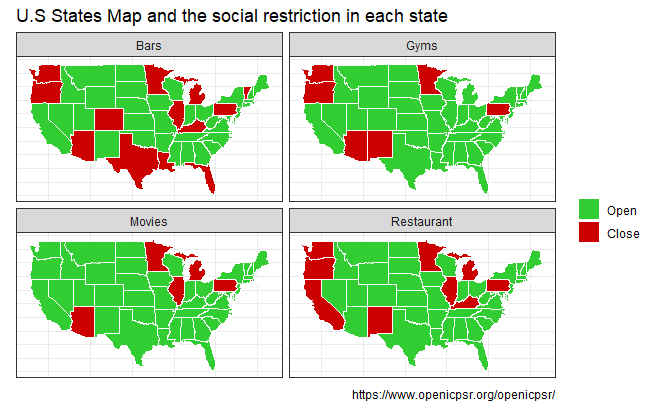 U.S States Map and the social restriction in each state
Bars
Gyms
Movies
Restaurant
Open
Close
https://www.openicpsr.org/openicpsr/